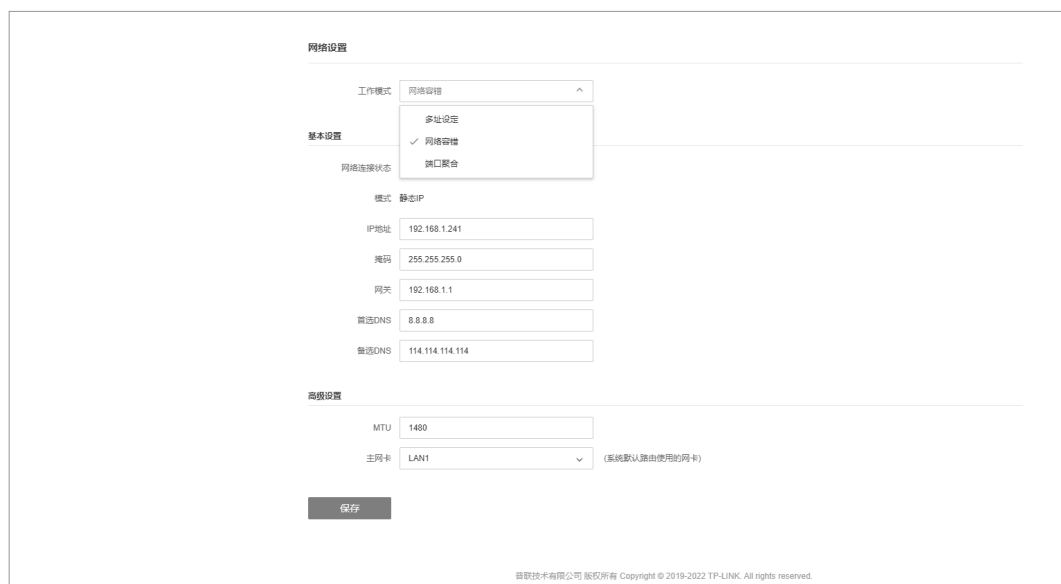 网络设置
工作模式 网络容错
多址设定
基本设置
网络容错
端口聚合
网络连接状态
模式 静态IP
IP地址 192.168.1.241
掩码 255.255.255.0
网关 192.168.1.1
首选DNS 8.8.8.8
备选DNS 114.114.114.114
高级设置
MTU 1480
主网卡 LAN1 (系统默认路由使用的网卡)
保存
普联技术有限公司 版权所有 Copyright © 2019-2022 TP-LINK. All rights reserved.